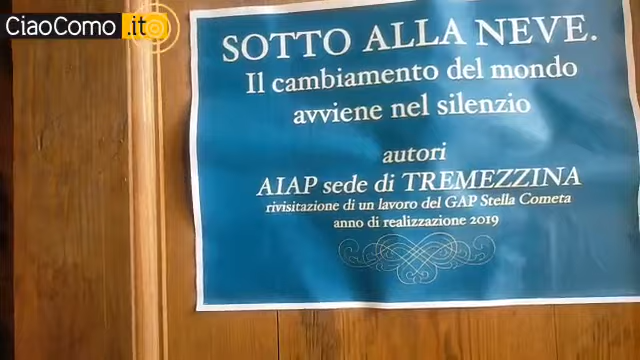 CiaoComo.it
SOTTO ALLA NEVE.
Il cambiamento del mondo
avviene nel silenzio
autori
AIAP sede di TREMEZZINA
rivisitazione di un lavoro del GAP Stella Cometa
anno di realizzazione 2019